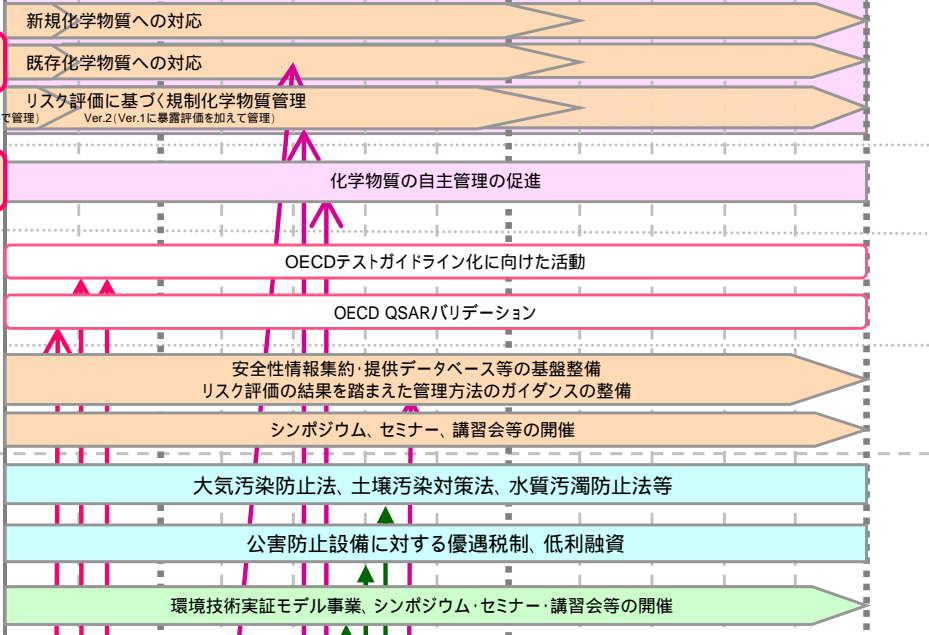 新規化学物質への対応
既存化学物質への対応
リスク評価に基づく規制化学物質管理
で管理)
Ver.2(Ver.1に暴露評価を加えて管理)
化学物質の自主管理の促進
OECDテストガイドライン化に向けた活動
OECD QSARバリデーション
安全性情報集約・提供データベース等の基盤整備
リスク評価の結果を踏まえた管理方法のガイダンスの整備
シンポジウム、セミナー、講習会等の開催
大気汚染防止法、土壌汚染対策法、水質汚濁防止法等
公害防止設備に対する優遇税制、低利融資
環境技術実証モデル事業、シンポジウム・セミナー・講習会等の開催